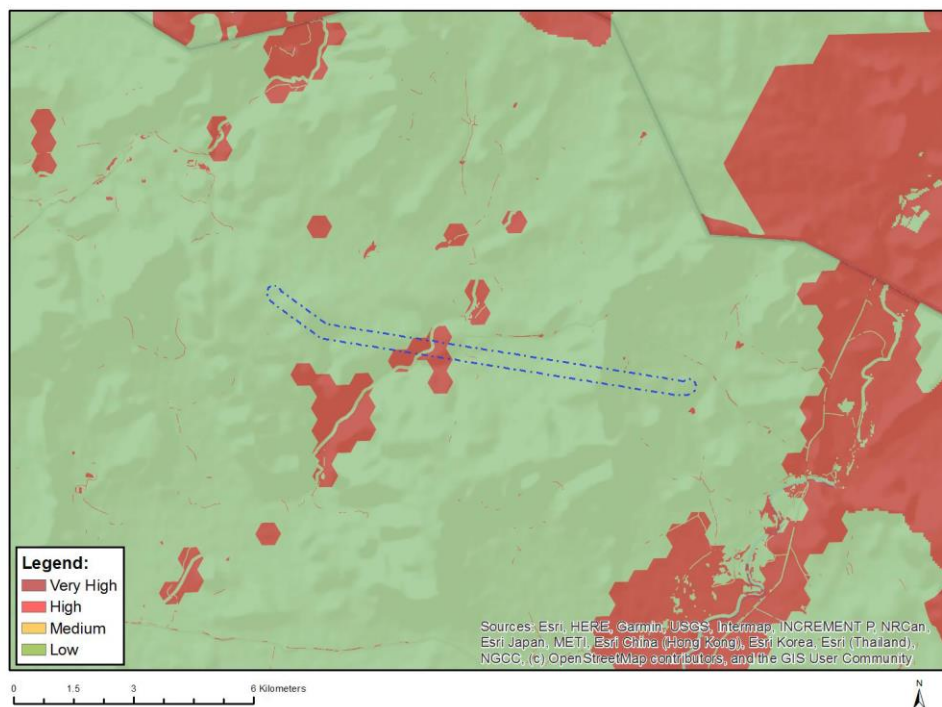 Legend:
Very High
High
Medium
Low
Sources: Esri, HERE, Garmin, USGS, Intermap, INCREMENT P, NRCan,
Esri Japan, METI, Esri China (Hong Kong), Esri Korea, Esri (Thailand),
NGCC, (c) OpenStreetMap contributors, and the GIS User Community
0 1.5 3 6 Kilometers
N